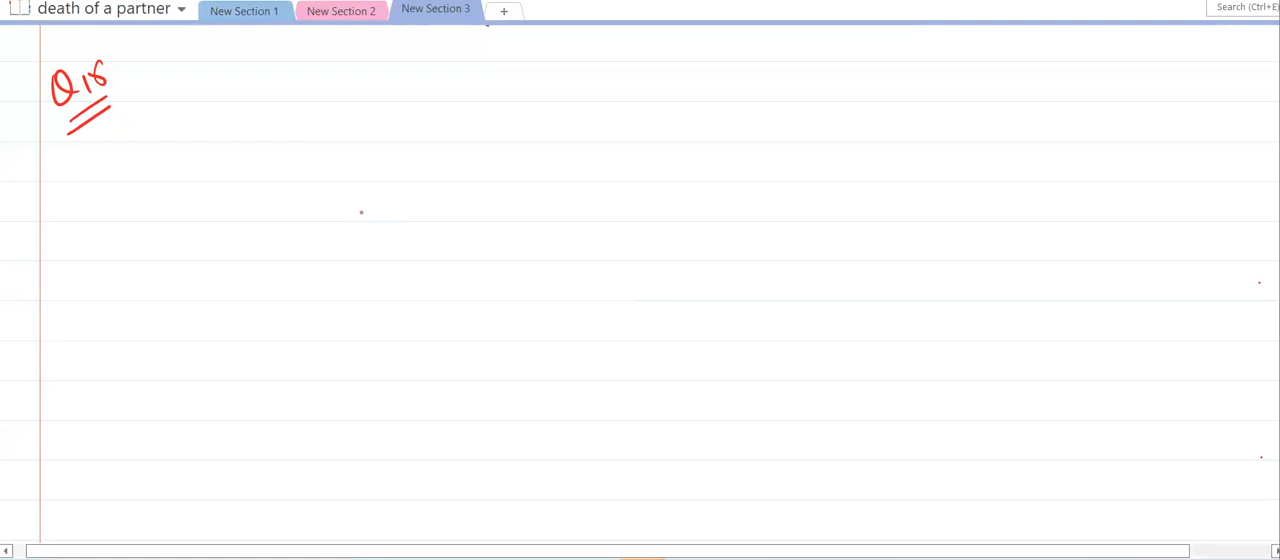 death of a partner
New Section 1
New Section 2
New Section 3
+
Search (Ctrl+E)
Q18